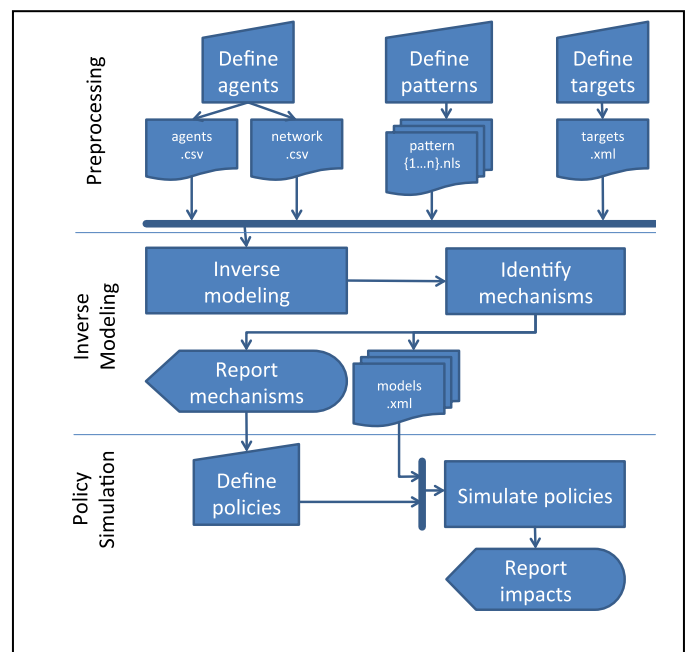 Preprocessing
Define
agents
Define
patterns
Define
targets
agents
.csv
network
.csv
pattern
{1...n}.nls
targets
.xml
Inverse
Modeling
Inverse
modeling
Identify
mechanisms
Report
mechanisms
models
.xml
Policy
Simulation
Define
policies
Simulate policies
Report
impacts